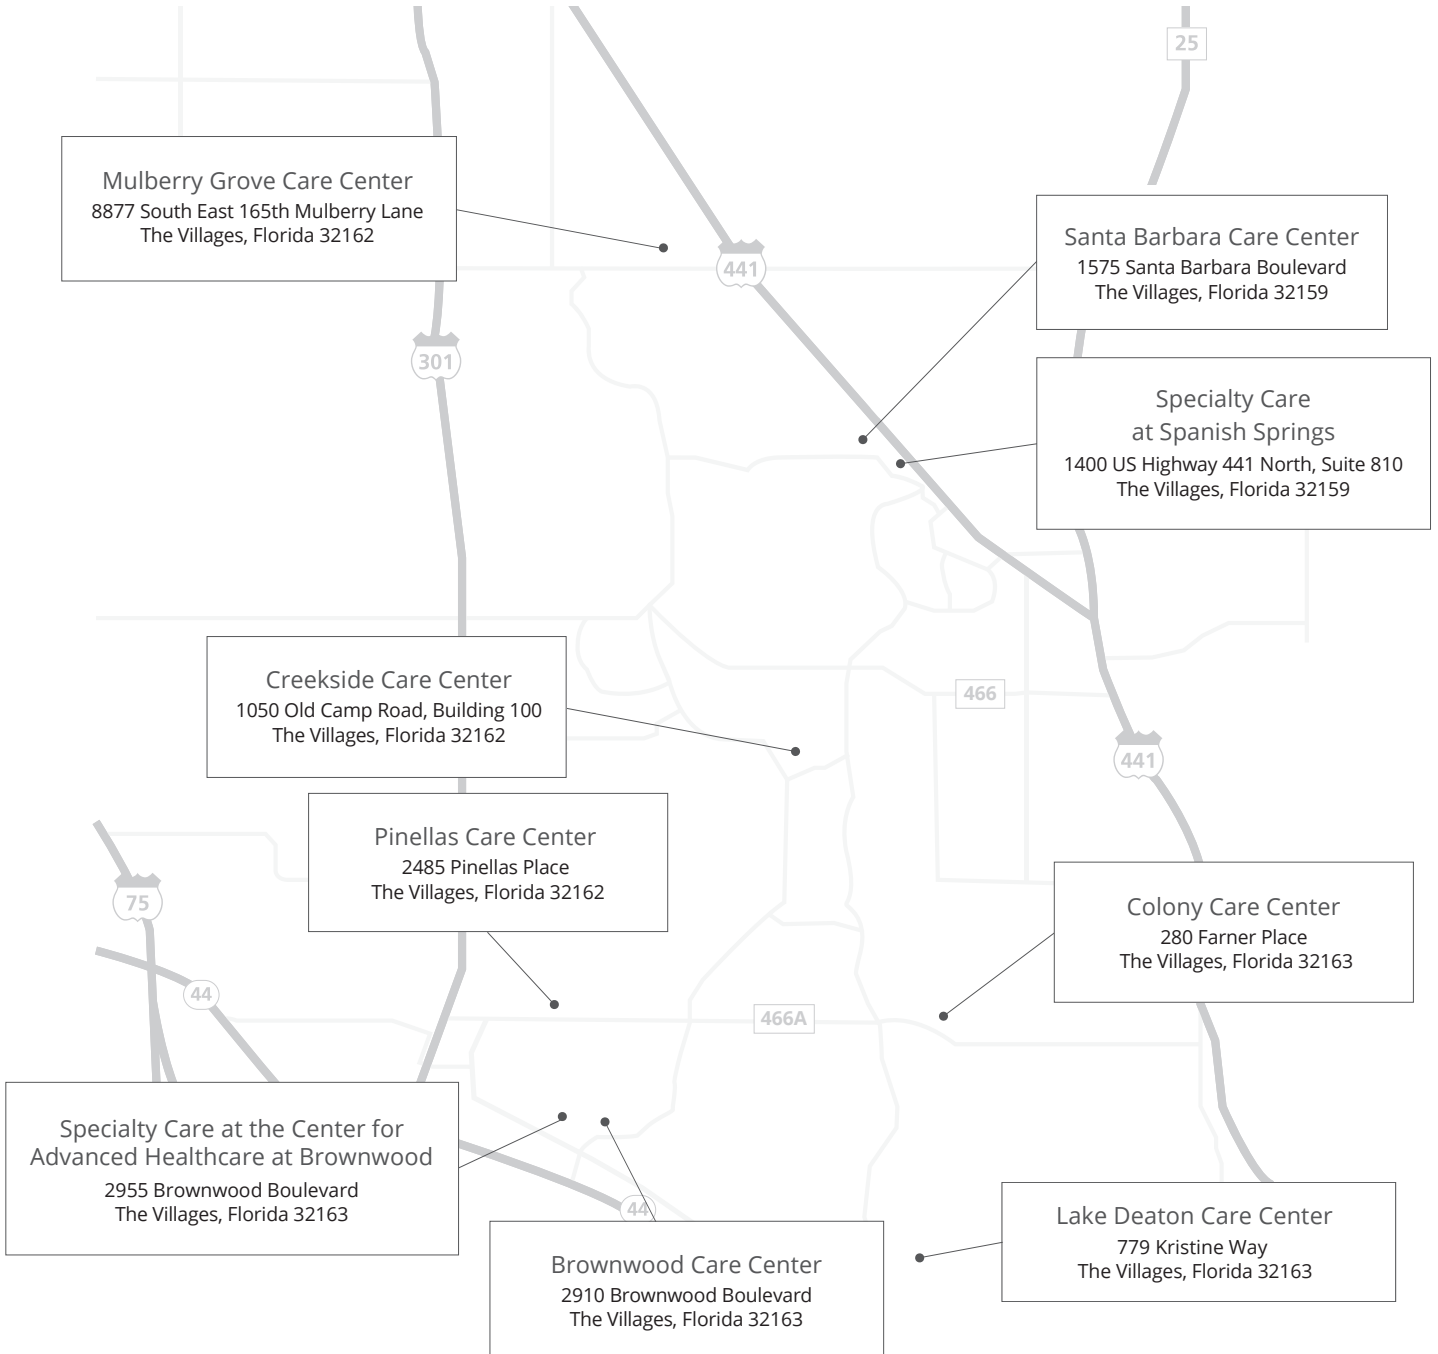 25
Mulberry Grove Care Center
8877 South East 165th Mulberry Lane
The Villages, Florida 32162
441
Santa Barbara Care Center
1575 Santa Barbara Boulevard
The Villages, Florida 32159
301
Specialty Care
at Spanish Springs
1400 US Highway 441 North, Suite 810
The Villages, Florida 32159
Creekside Care Center
1050 Old Camp Road, Building 100
The Villages, Florida 32162
466
441
Pinellas Care Center
2485 Pinellas Place
The Villages, Florida 32162
75
Colony Care Center
280 Farner Place
The Villages, Florida 32163
44
466A
Specialty Care at the Center for
Advanced Healthcare at Brownwood
2955 Brownwood Boulevard
The Villages, Florida 32163
44
Lake Deaton Care Center
779 Kristine Way
The Villages, Florida 32163
Brownwood Care Center
2910 Brownwood Boulevard
The Villages, Florida 32163